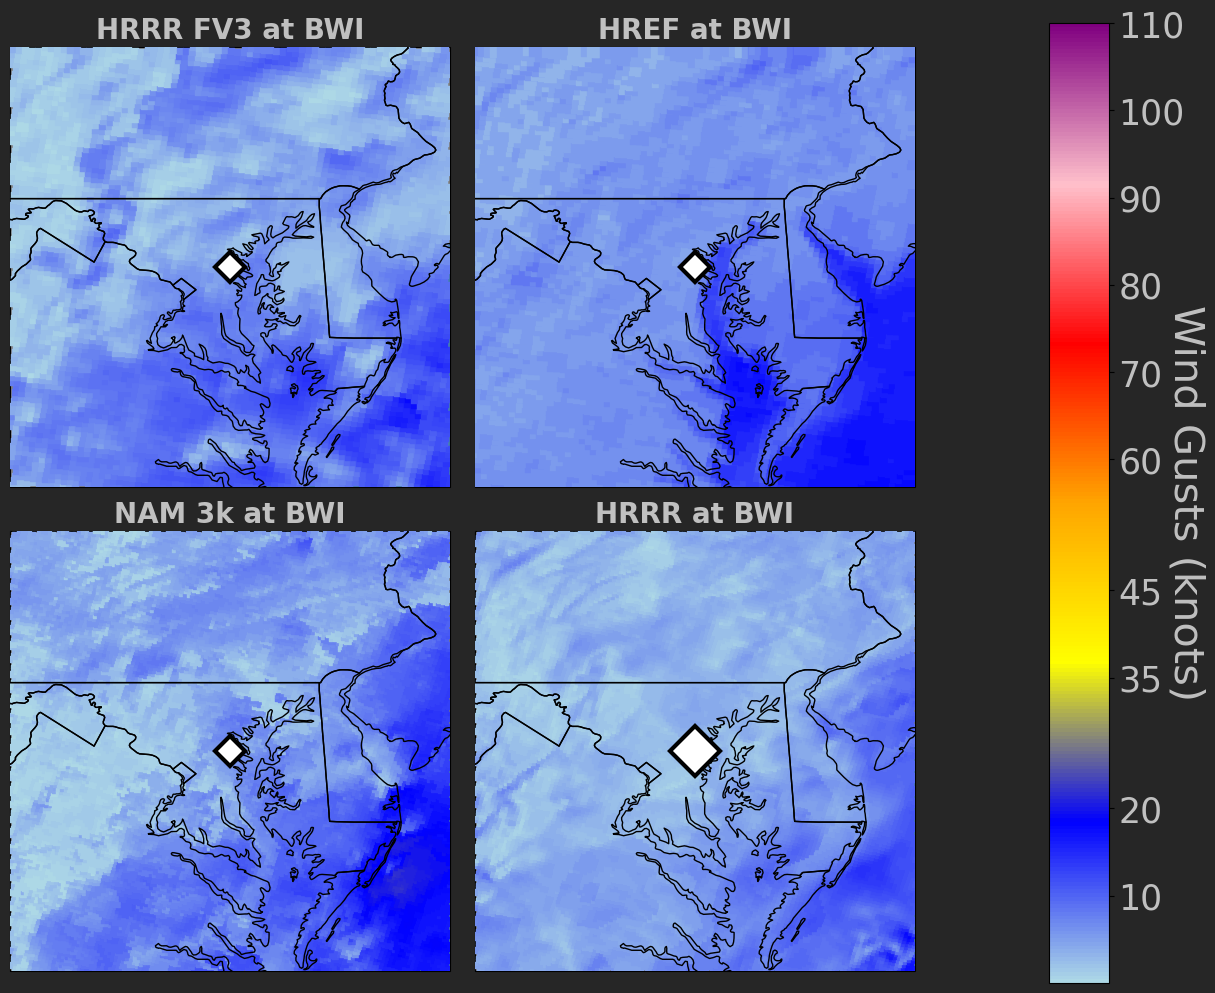 HRRR FV3 at BWI
HREF at BWI
NAM 3k at BWI
HRRR at BWI
110
100
90
80
70
60
45
35
20
10
Wind Gusts (knots)